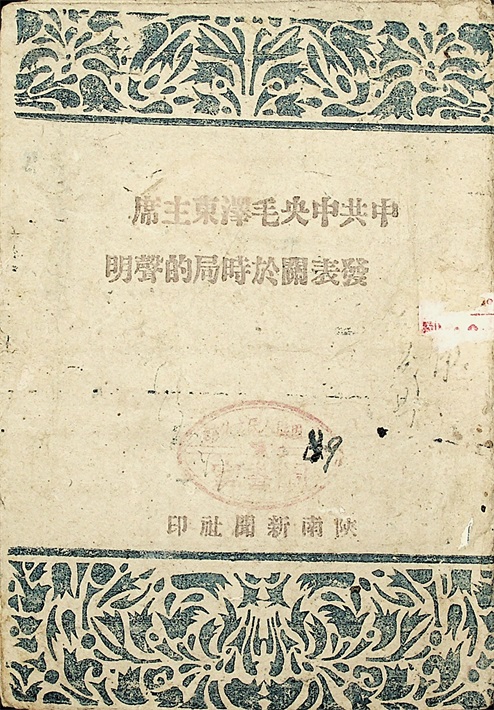 中共中央毛澤東主席
發表關於時局的聲明
陝南新聞社印